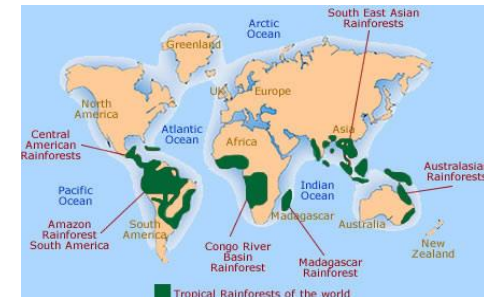 South East Asian
Rainforests
Arctic
Ocean
Greenland
UK
Europe
North
America
Asia
Central
American
Rainforests
Atlantic
Ocean
Africa
Australasian
Rainforests
Pacific
Ocean
Indian
Ocean
Amazon
Rainforest
South America
South
America
Madagascar
Australia
Congo River
Basin
Rainforest
Madagascar
Rainforest
New
Zealand
Tropical Rainforests of the world